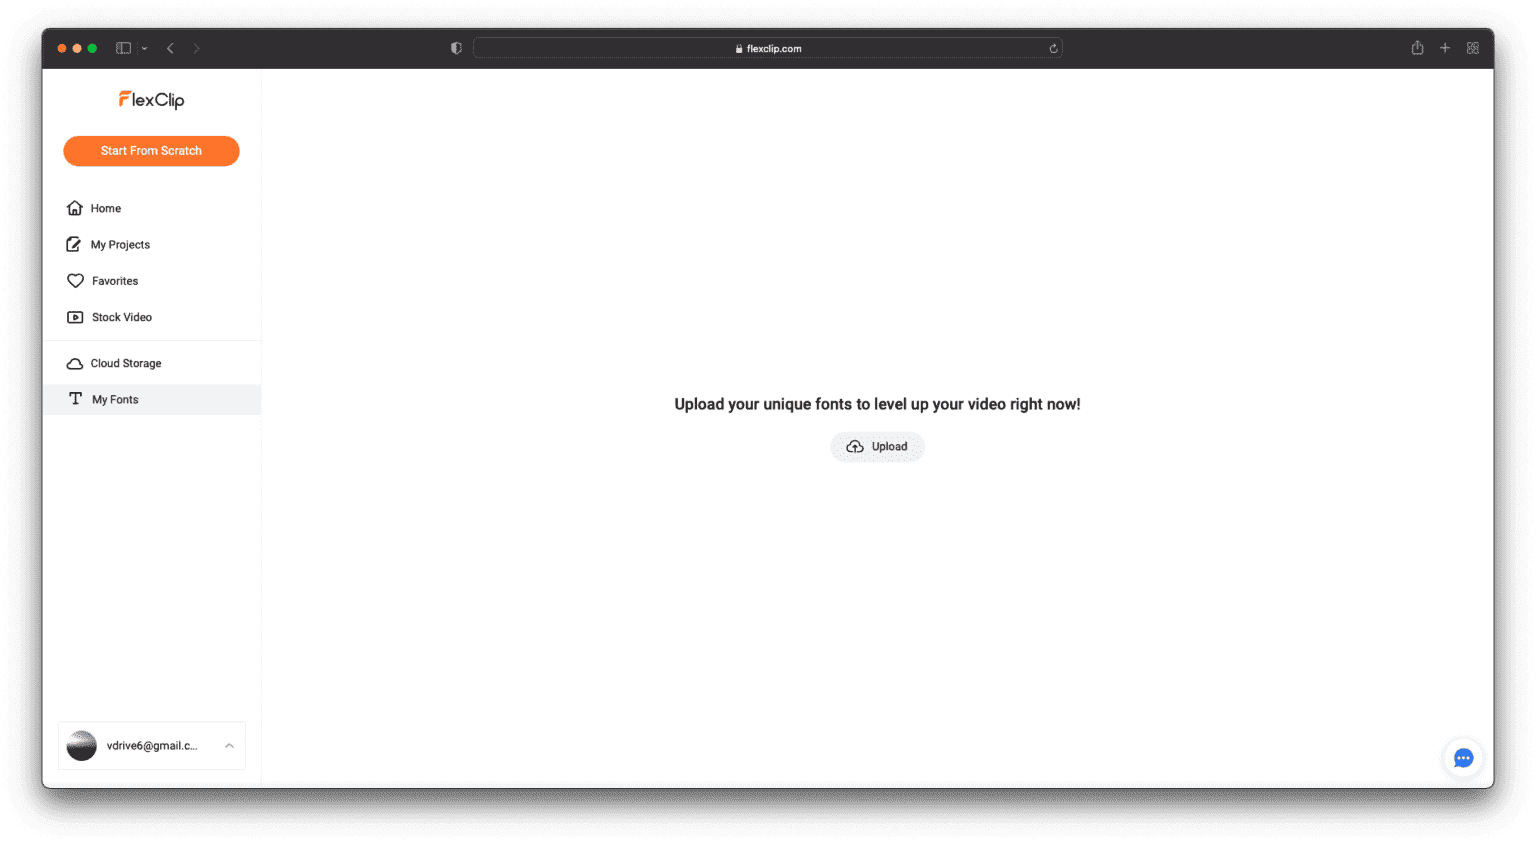 flexclip.com
FlexClip
Start From Scratch
Home
My Projects
Favorites
Stock Video
Cloud Storage
My Fonts
Upload your unique fonts to level up your video right now!
Upload
vdrive6@gmail.c...